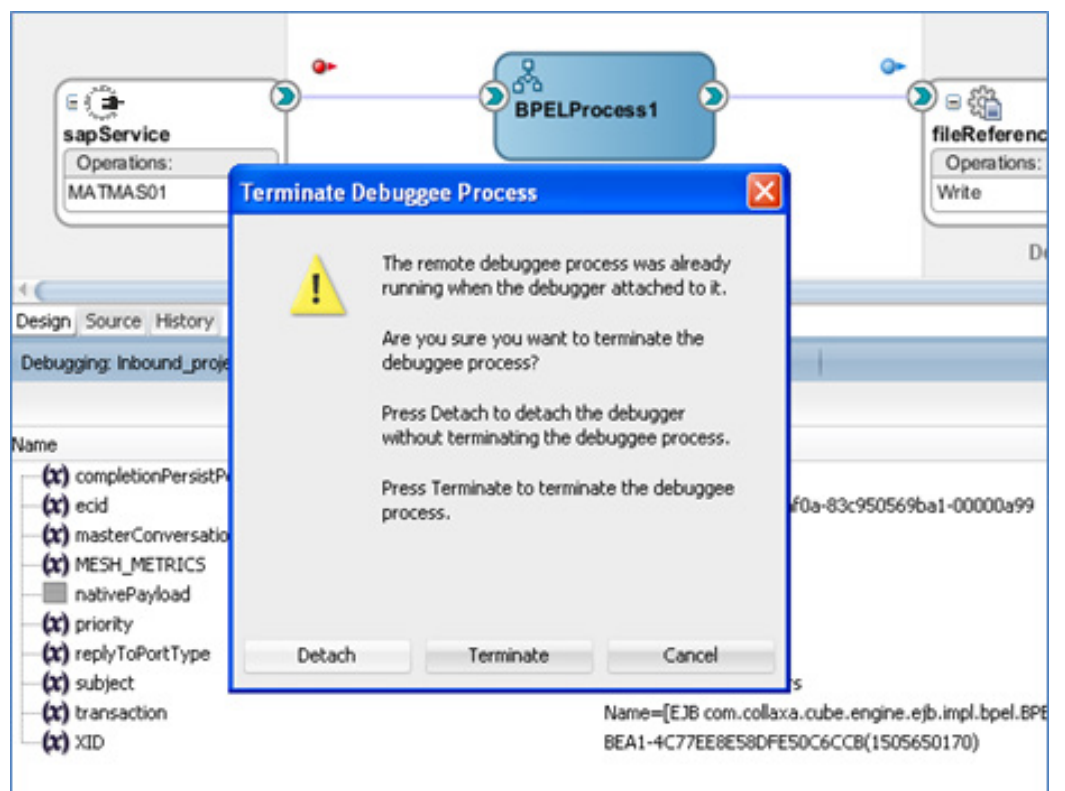 BPELProcess1
sapService
Operations:
MATMAS01
fileReferenc
Operations:
Write
De
Terminate Debuggee Process
The remote debuggee process was already
running when the debugger attached to it.
Are you sure you want to terminate the
debuggee process?
Press Detach to detach the debugger
without terminating the debuggee process.
Press Terminate to terminate the debuggee
process.
Detach Terminate Cancel
Design Source History
Debugging: Inbound_proje
Name
(x) completionPersistP
(x) ecid f0a-83c950569ba1-00000a99
(x) masterConversatio
(x) MESH_METRICS
nativePayload
(x) priority
(x) replyToPortType
(x) subject rs
(x) transaction Name=[EJB com.collaxa.cube.engine.ejb.impl.bpel.BPE
(x) XID BEA1-4C77EE8E58DFE50C6CCB(1505650170)